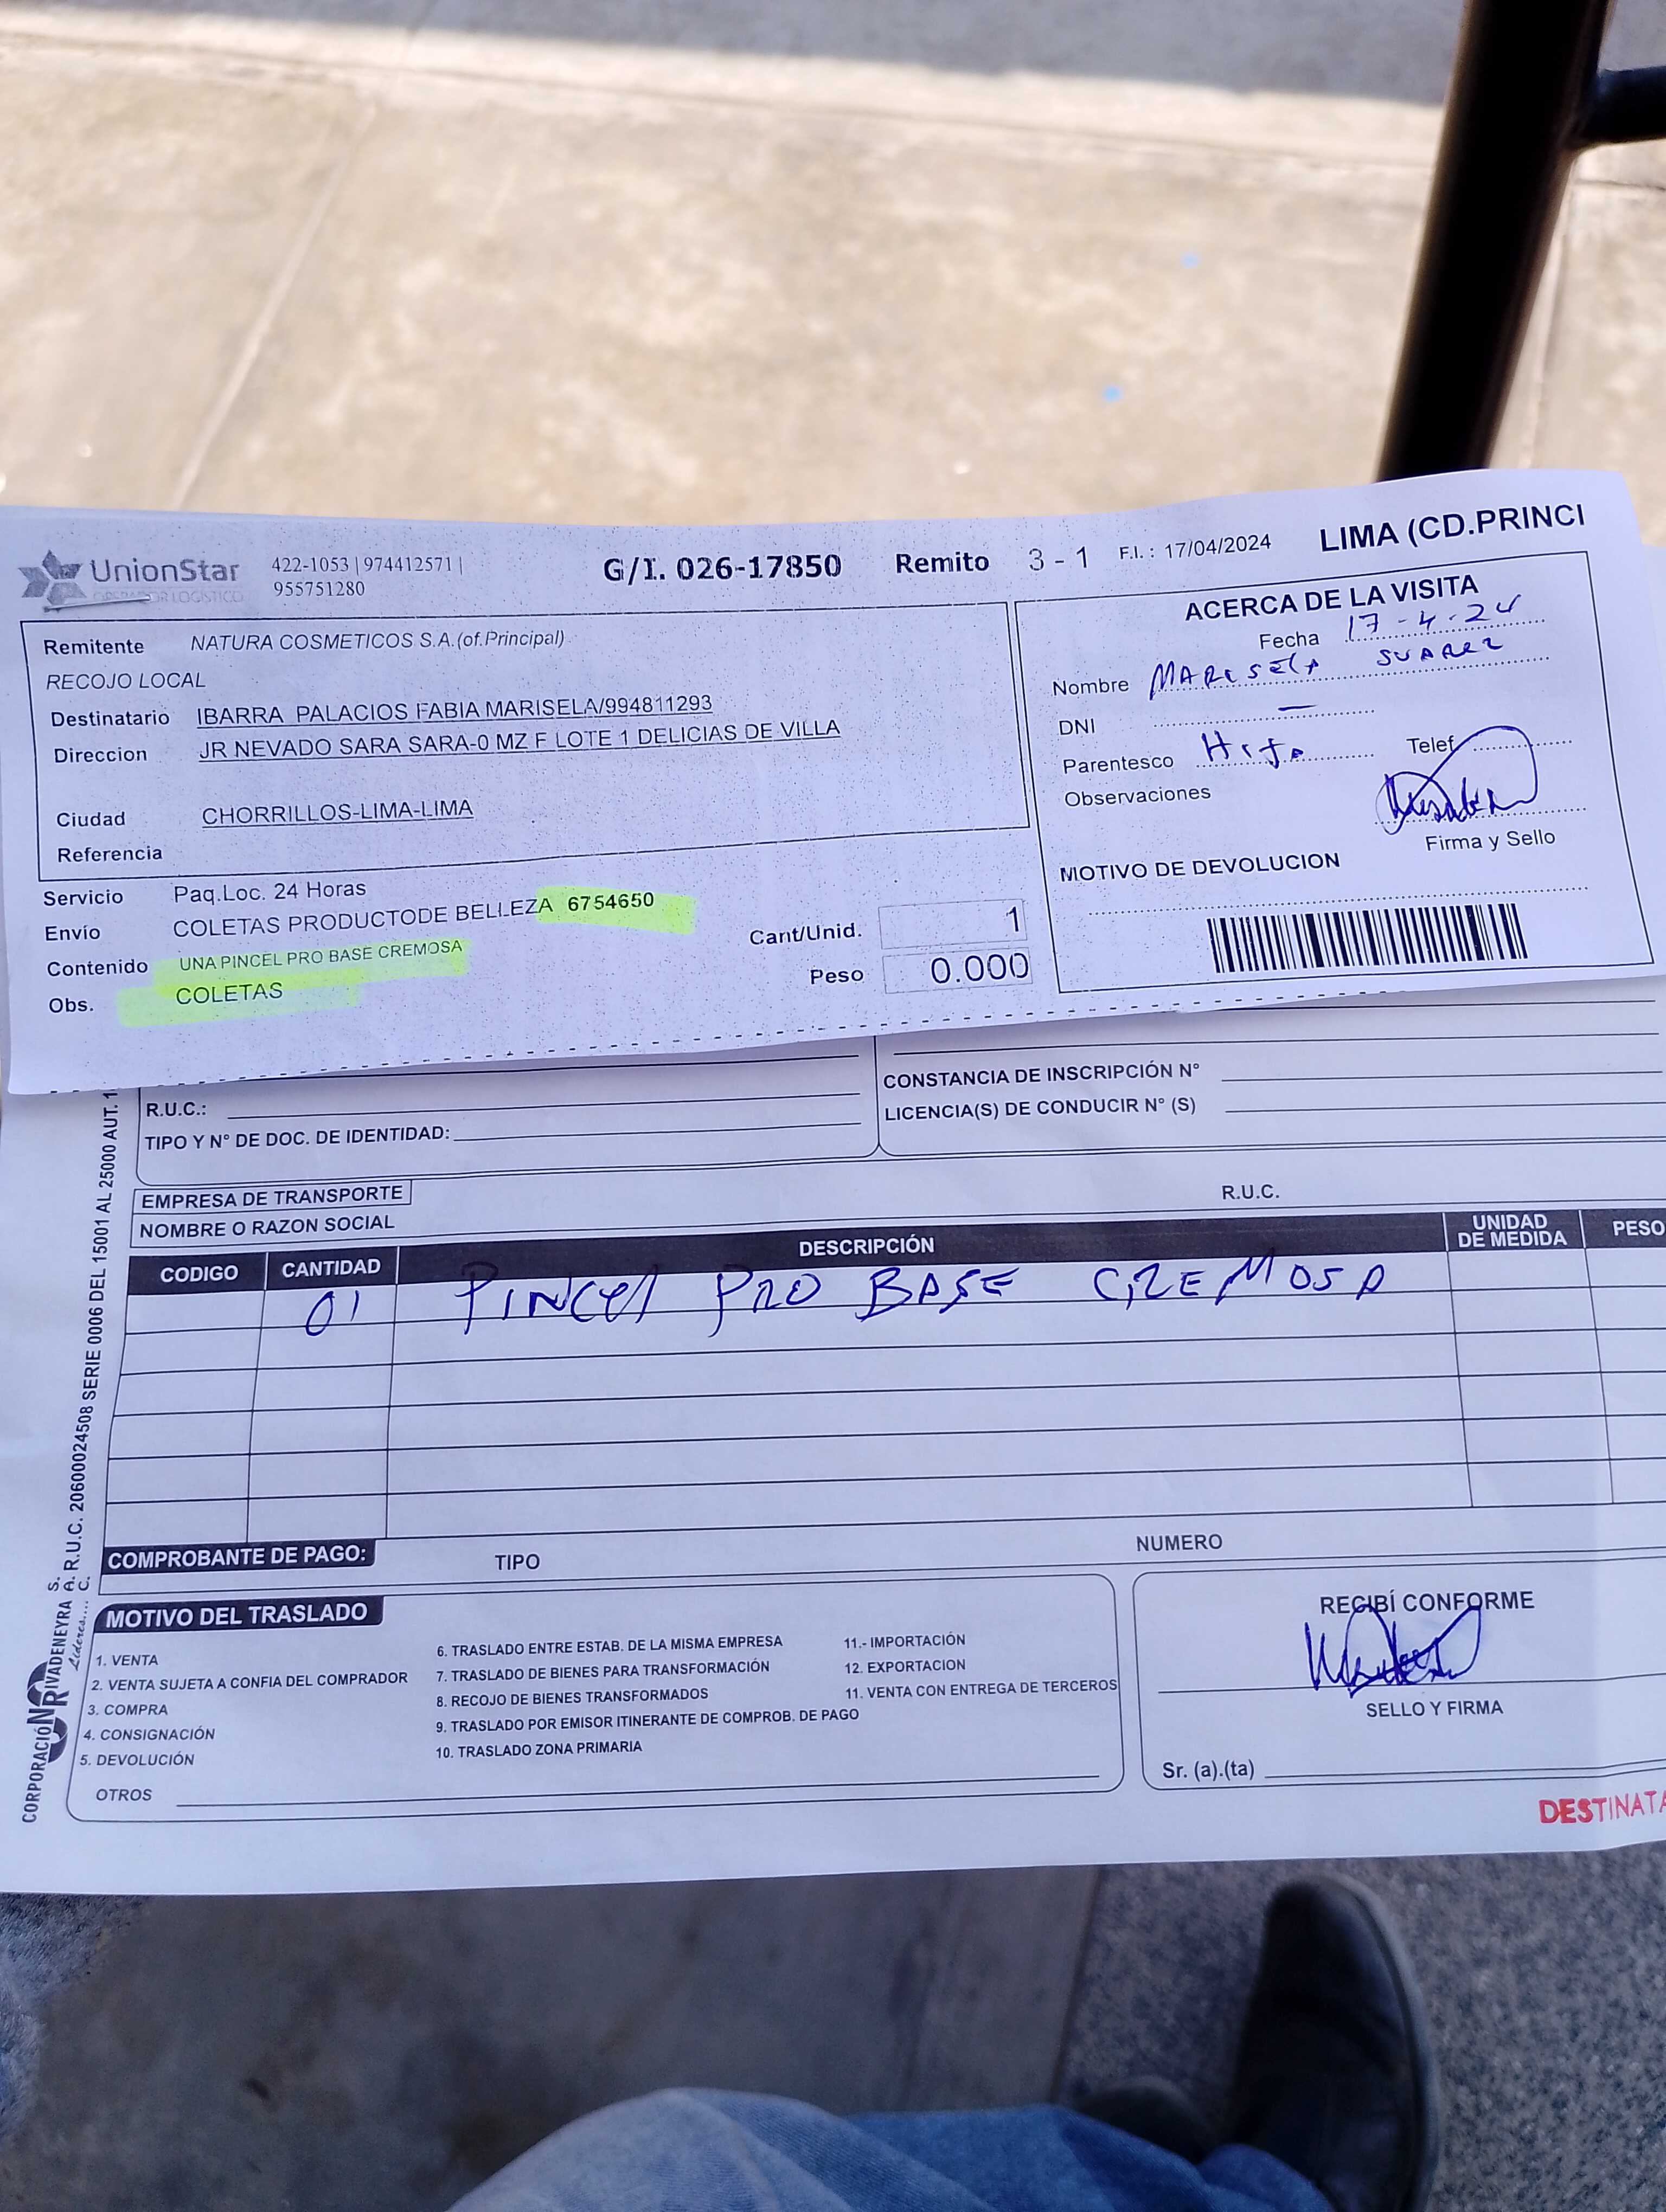 UnionStar
OPERADOR LOGISTICO
422-1053 | 974412571 |
955751280
G/I. 026-17850
Remito 3 - 1
F.I. : 17/04/2024
LIMA (CD.PRINCI
Remitente NATURA COSMETICOS S.A.(of.Principal)
RECOJO LOCAL
Destinatario IBARRA PALACIOS FABIA MARISELA/994811293
Direccion JR NEVADO SARA SARA-0 MZ F LOTE 1 DELICIAS DE VILLA
Ciudad CHORRILLOS-LIMA-LIMA
Referencia
Servicio Paq.Loc. 24 Horas
Envío COLETAS PRODUCTODE BELLEZA 6754650
Contenido UNA PINCEL PRO BASE CREMOSA
Obs. COLETAS
Cant/Unid. 1
Peso 0.000
ACERCA DE LA VISITA
Fecha 17-4-24
Nombre MARISELA SUAREZ
DNI —
Parentesco HIJA Telef
Observaciones
Firma y Sello
MOTIVO DE DEVOLUCION
CONSTANCIA DE INSCRIPCIÓN N°
R.U.C.:
LICENCIA(S) DE CONDUCIR N° (S)
TIPO Y N° DE DOC. DE IDENTIDAD:
EMPRESA DE TRANSPORTE
R.U.C.
NOMBRE O RAZON SOCIAL
CODIGO CANTIDAD DESCRIPCIÓN UNIDAD DE MEDIDA PESO
01 PINCEL PRO BASE CREMOSA
COMPROBANTE DE PAGO: TIPO NUMERO
MOTIVO DEL TRASLADO
1. VENTA
2. VENTA SUJETA A CONFIA DEL COMPRADOR
3. COMPRA
4. CONSIGNACIÓN
5. DEVOLUCIÓN
6. TRASLADO ENTRE ESTAB. DE LA MISMA EMPRESA
7. TRASLADO DE BIENES PARA TRANSFORMACIÓN
8. RECOJO DE BIENES TRANSFORMADOS
9. TRASLADO POR EMISOR ITINERANTE DE COMPROB. DE PAGO
10. TRASLADO ZONA PRIMARIA
11.- IMPORTACIÓN
12. EXPORTACION
11. VENTA CON ENTREGA DE TERCEROS
OTROS
RECIBÍ CONFORME
SELLO Y FIRMA
Sr. (a).(ta)
DESTINATA
CORPORACIÓN RIVADENEYRA S. A. C. R.U.C. 20600024508 SERIE 0006 DEL 15001 AL 25000 AUT. 1
Líderes....